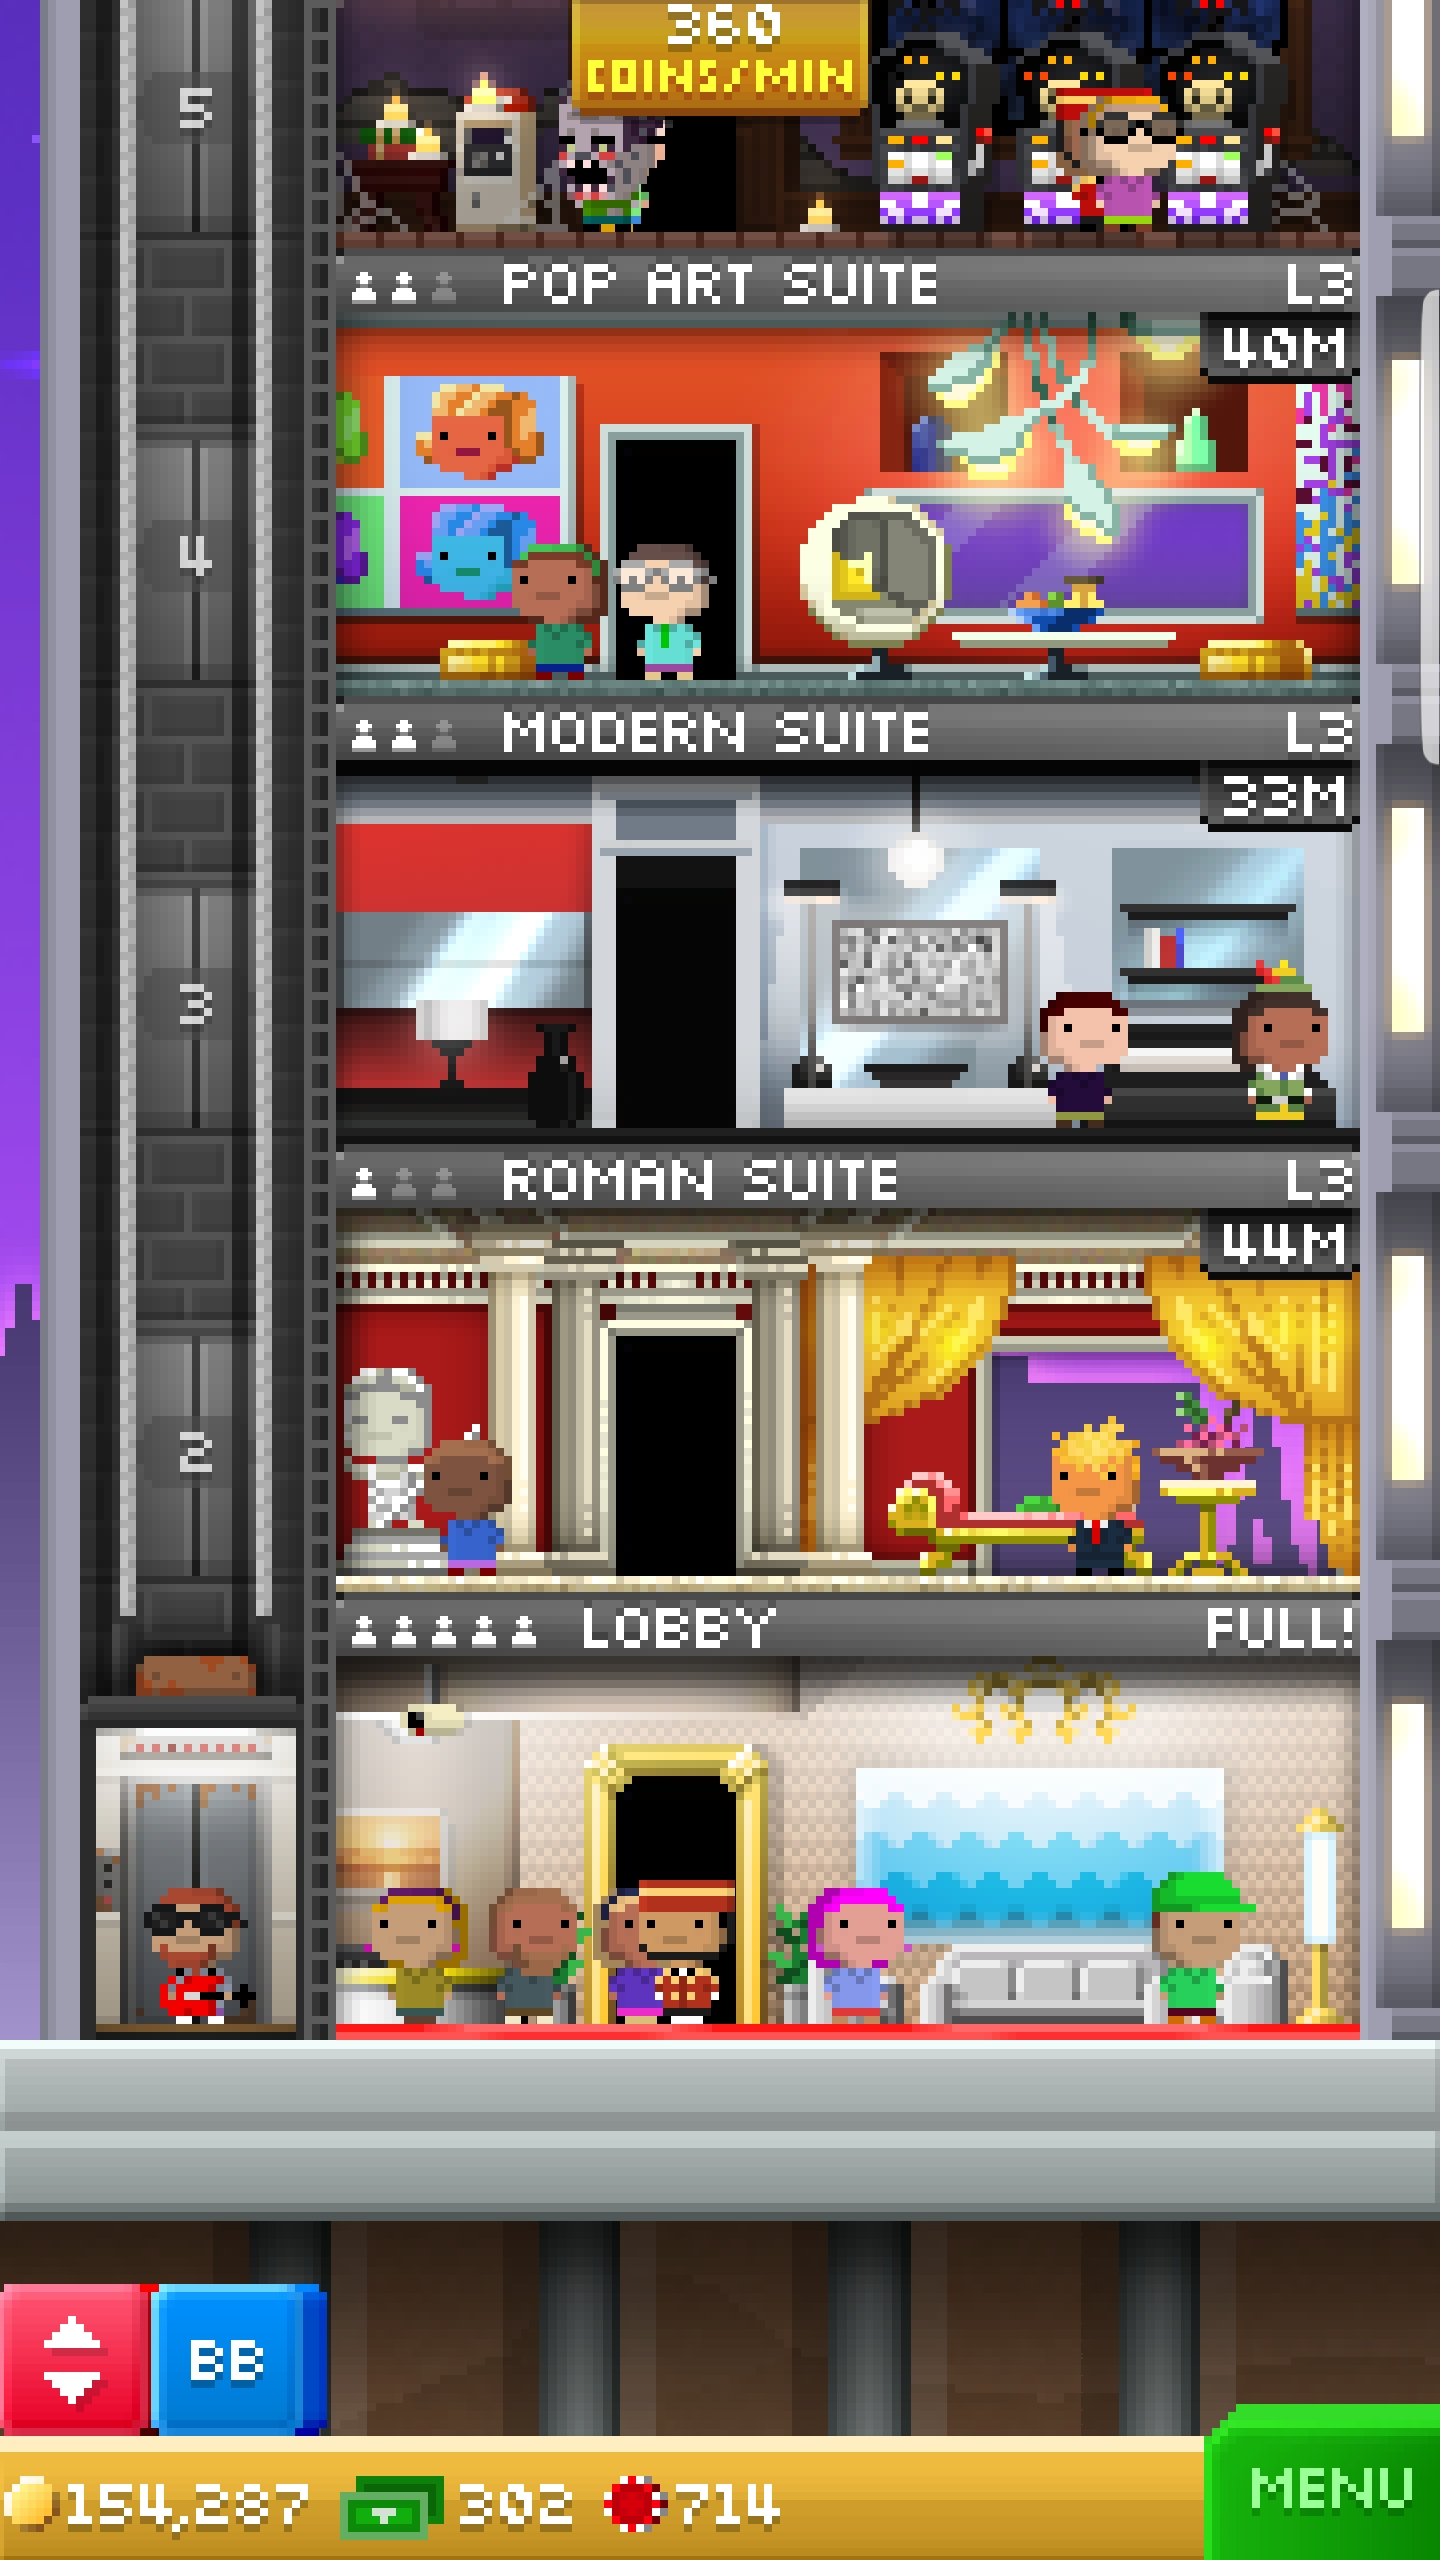 360
COINS/MIN
5
POP ART SUITE L3
40M
4
MODERN SUITE L3
33M
3
ROMAN SUITE L3
44M
2
LOBBY FULL!
BB
154,287 302 714 MENU